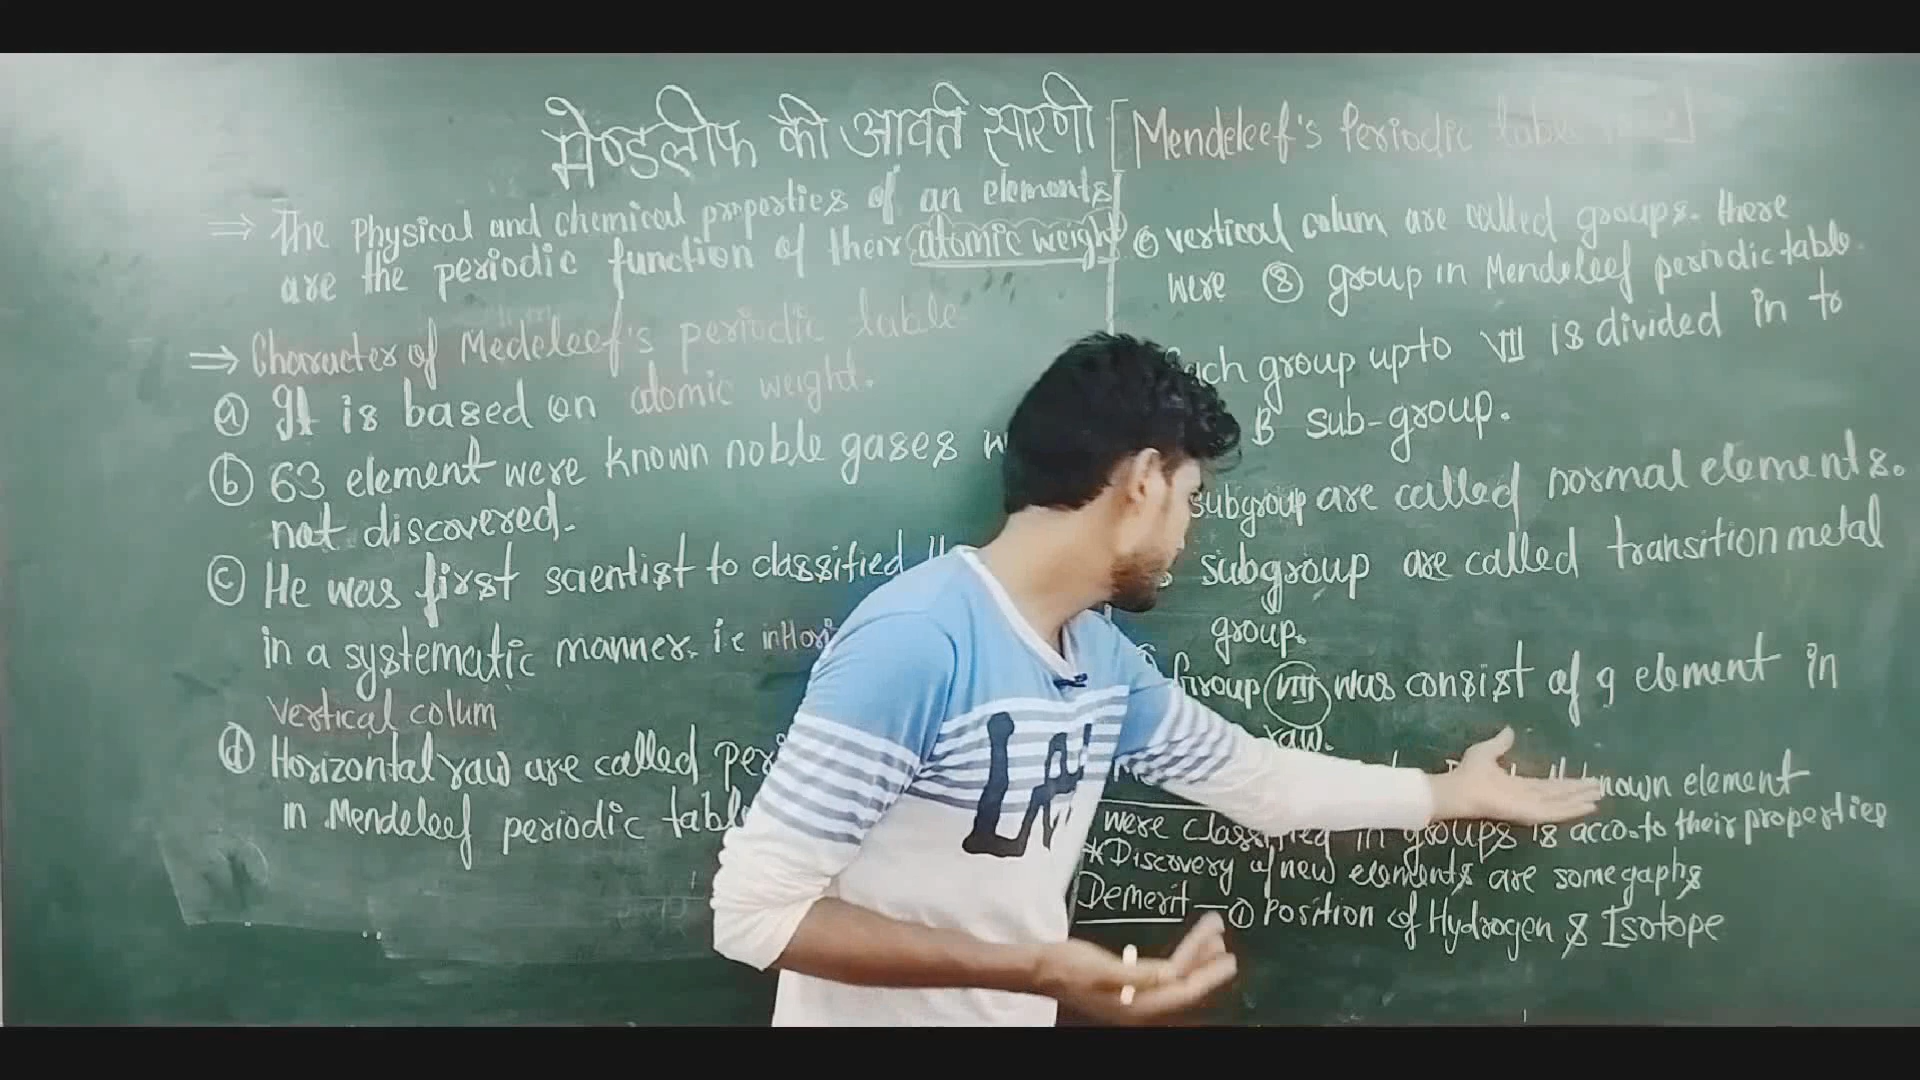 मेण्डलीफ की आवर्त सारणी [Mendeleef's Periodic table
⇒ The Physical and chemical properties of an elements
are the periodic function of their atomic weight
⇒ Character of Medeleef's periodic table
ⓐ It is based on atomic weight.
ⓑ 63 element were known noble gases
not discovered.
ⓒ He was first scientist to classified
in a systematic manner. i.e in
vertical colum
ⓓ Horizontal raw are called
in Mendeleef periodic table
ⓔ vertical colum are called groups. there
were ⑧ group in Mendeleef periodic table.
group upto VIII is divided in to
B sub-group.
subgroup are called normal elements.
subgroup are called transition metal
group.
Group VIII was consist of 9 element in
raw.
known element
were classified in groups is acco. to their properties
*Discovery of new elements are some gaphs
Demerit — ① Position of Hydrogen & Isotope
LA